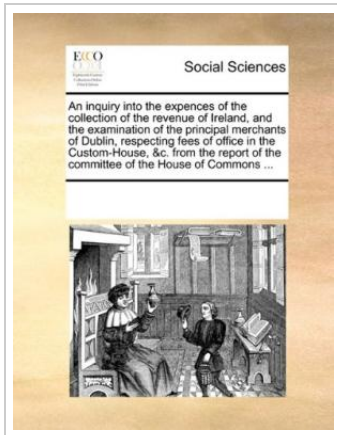 ECCO
Social Sciences
An inquiry into the expences of the
collection of the revenue of Ireland, and
the examination of the principal merchants
of Dublin, respecting fees of office in the
Custom-House, &c. from the report of the
committee of the House of Commons ...